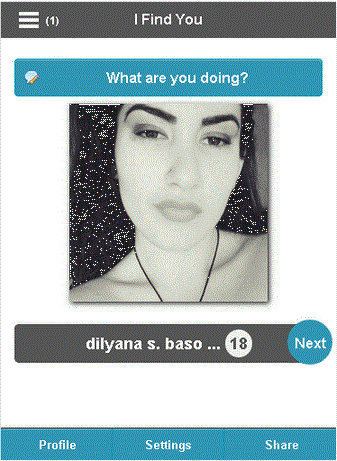 (1) I Find You
What are you doing?
dilyana s. baso ... 18
Next
Profile Settings Share